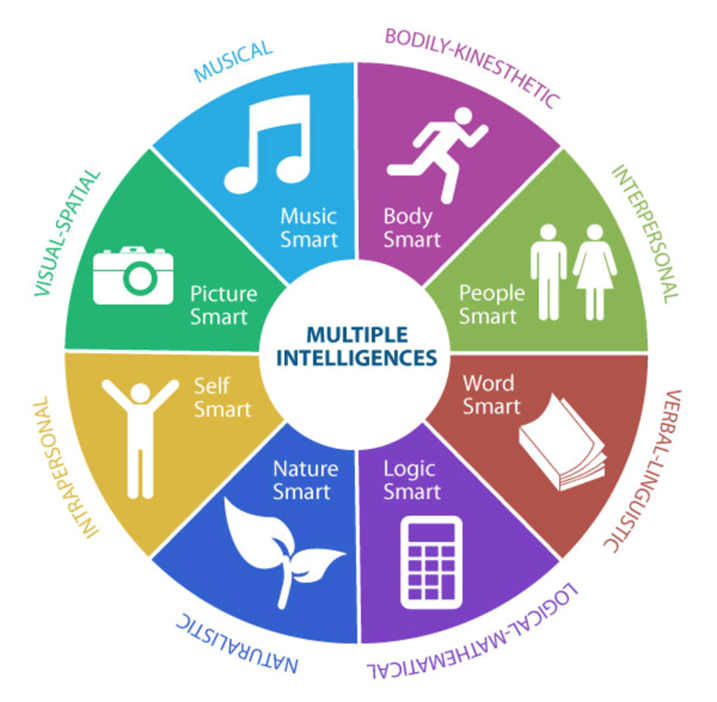 MULTIPLE
INTELLIGENCES
MUSICAL
Music
Smart
BODILY-KINESTHETIC
Body
Smart
INTERPERSONAL
People
Smart
VERBAL-LINGUISTIC
Word
Smart
LOGICAL-MATHEMATICAL
Logic
Smart
NATURALISTIC
Nature
Smart
INTRAPERSONAL
Self
Smart
VISUAL-SPATIAL
Picture
Smart